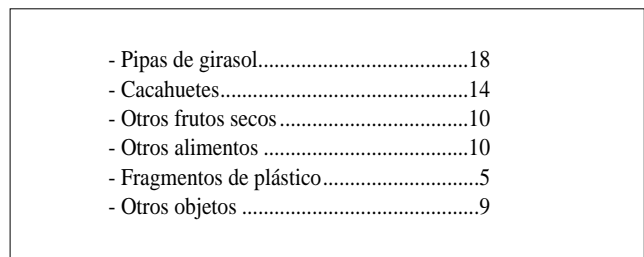 - Pipas de girasol.......................................18
- Cacahuetes..............................................14
- Otros frutos secos...................................10
- Otros alimentos ......................................10
- Fragmentos de plástico..........................5
- Otros objetos ..........................................9